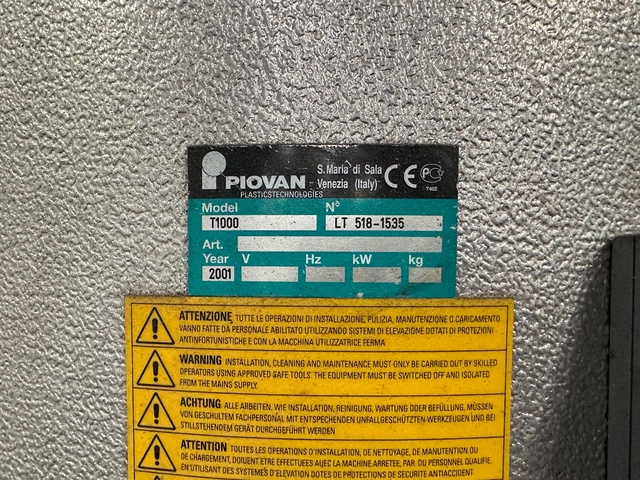 PIOVAN
PLASTICSTECHNOLOGIES
S. Maria di Sala
Venezia (Italy)
CE
T402
Model N°
T1000 LT 518-1535
Art.
Year V Hz kW kg
2001
ATTENZIONE TUTTE LE OPERAZIONI DI INSTALLAZIONE, PULIZIA, MANUTENZIONE O CARICAMENTO
VANNO FATTE DA PERSONALE ABILITATO UTILIZZANDO SISTEMI DI ELEVAZIONE DOTATI DI PROTEZIONI
ANTINFORTUNISTICHE E CON LA MACCHINA UTILIZZATRICE FERMA
WARNING INSTALLATION, CLEANING AND MAINTENANCE MUST ONLY BE CARRIED OUT BY SKILLED
OPERATORS USING APPROVED SAFE TOOLS. THE EQUIPMENT MUST BE SWITCHED OFF AND ISOLATED
FROM THE MAINS SUPPLY.
ACHTUNG ALLE ARBEITEN, WIE INSTALLATION, REINIGUNG, WARTUNG ODER BEFÜLLUNG, MÜSSEN
VON GESCHULTEM FACHPERSONAL MIT ENTSPRECHENDEN UNFALLGESCHÜTZTEN-WERKZEUGEN UND BEI
STILLSTEHENDEM GERÄT DURCHGEFÜHRT WERDEN
ATTENTION TOUTES LES OPERATIONS D'INSTALLATION, DE NETTOYAGE, DE MANUTENTION OU
DE CHARGEMENT, DOIVENT ETRE EFFECTUEES AVEC LA MACHINE ARRETEE, PAR DU PERSONNEL QUALIFIE,
EN UTILISANT DES SYSTEMES D'ELEVATION DOTES DE PROTECTIONS DE SECURITE ANTIACCIDENT